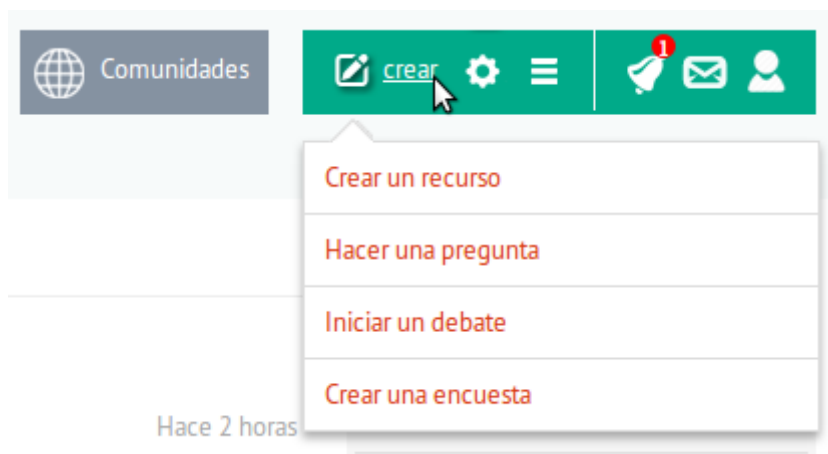 Comunidades
crear
1
Crear un recurso
Hacer una pregunta
Iniciar un debate
Crear una encuesta
Hace 2 horas